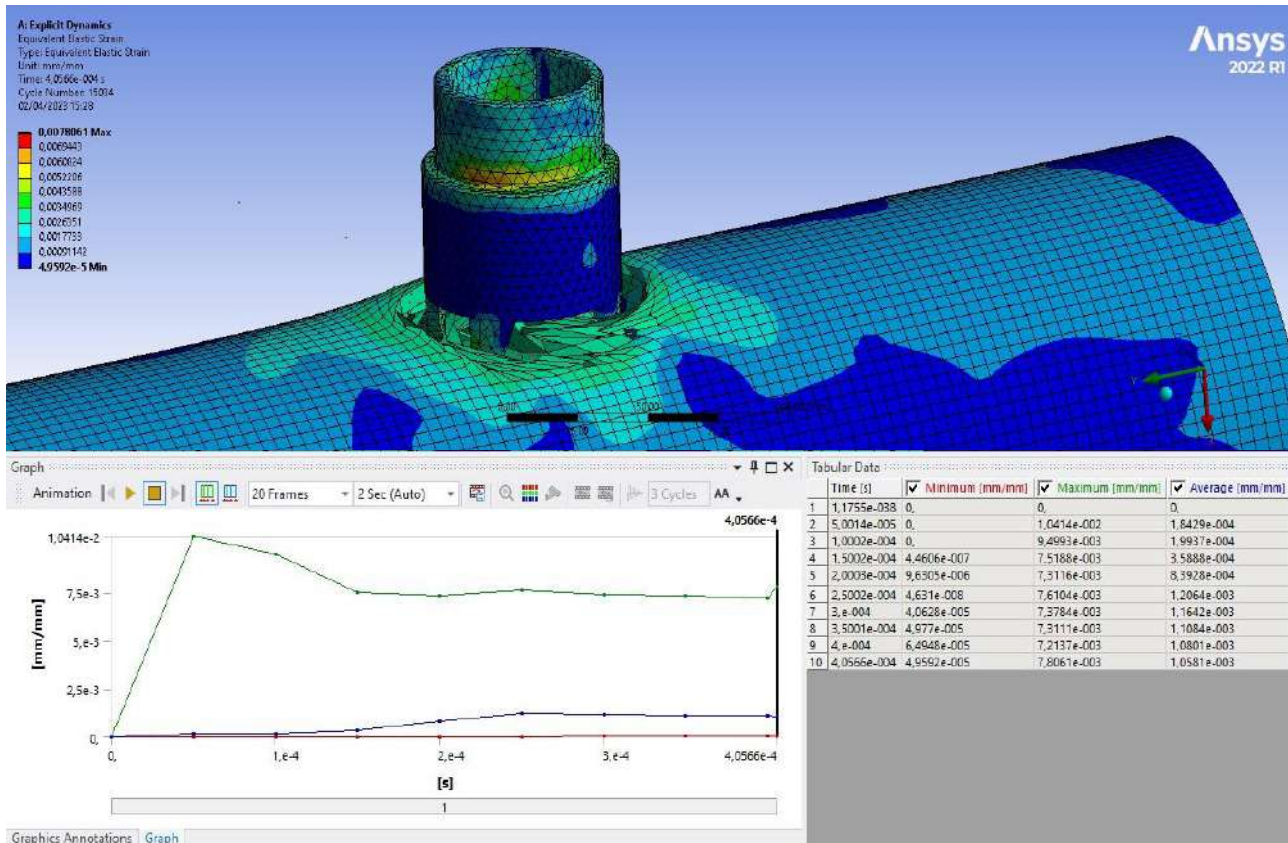 A: Explicit Dynamics
Equivalent Elastic Strain
Type: Equivalent Elastic Strain
Unit: mm/mm
Time: 4,0566e-004 s
Cycle Number: 15034
02/04/2023 15:28
0,0078061 Max
0,0069443
0,0060824
0,0052206
0,0043588
0,0034969
0,0026351
0,0017733
0,00091142
4,9592e-5 Min
Ansys
2022 R1
0,00
150,00
Graph
Animation
20 Frames
2 Sec (Auto)
3 Cycles
AA
4,0566e-4
1,0414e-2
7,5e-3
5,e-3
2,5e-3
0,
[mm/mm]
0, 1,e-4 2,e-4 3,e-4 4,0566e-4
[s]
1
Graphics Annotations Graph
Tabular Data
Time [s] Minimum [mm/mm] Maximum [mm/mm] Average [mm/mm]
1 1,1755e-038 0, 0, 0,
2 5,0014e-005 0, 1,0414e-002 1,8429e-004
3 1,0002e-004 0, 9,4993e-003 1,9937e-004
4 1,5002e-004 4,4606e-007 7,5188e-003 3,5888e-004
5 2,0003e-004 9,6305e-006 7,3116e-003 8,3928e-004
6 2,5002e-004 4,631e-008 7,6104e-003 1,2064e-003
7 3,e-004 4,0628e-005 7,3784e-003 1,1642e-003
8 3,5001e-004 4,977e-005 7,3111e-003 1,1084e-003
9 4,e-004 6,4948e-005 7,2137e-003 1,0801e-003
10 4,0566e-004 4,9592e-005 7,8061e-003 1,0581e-003